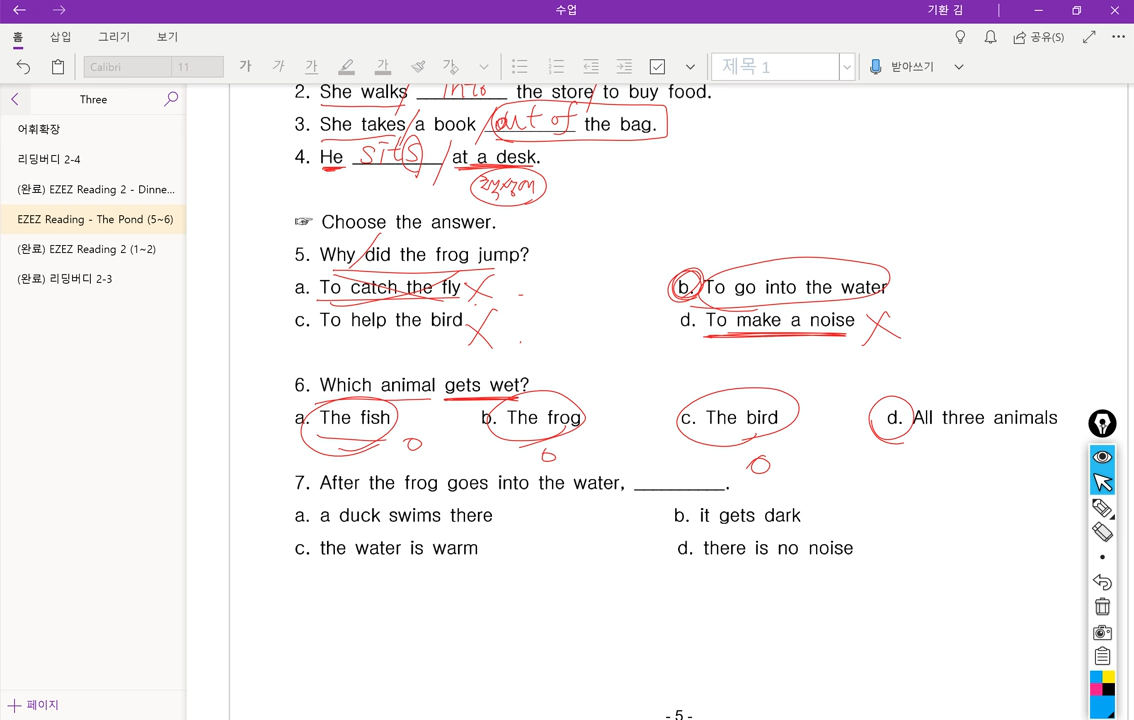 수업
기환 김
홈 삽입 그리기 보기
공유(S)
Calibri 11
가 가 가 가 가
제목 1
받아쓰기
Three
어휘확장
리딩버디 2-4
(완료) EZEZ Reading 2 - Dinne...
EZEZ Reading - The Pond (5~6)
(완료) EZEZ Reading 2 (1~2)
(완료) 리딩버디 2-3
페이지
2. She walks into the store to buy food.
3. She takes a book out of the bag.
4. He sits at a desk.
책상에
☞ Choose the answer.
5. Why did the frog jump?
a. To catch the fly X b. To go into the water
c. To help the bird X d. To make a noise X
6. Which animal gets wet?
a. The fish b. The frog c. The bird d. All three animals
7. After the frog goes into the water, __________.
a. a duck swims there b. it gets dark
c. the water is warm d. there is no noise
- 5 -